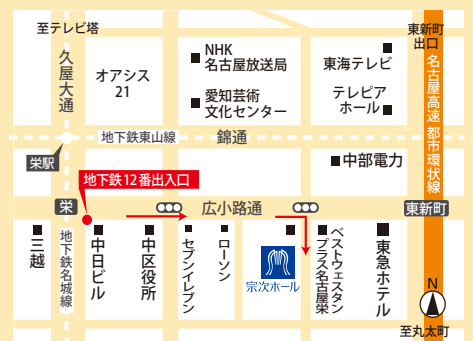 至テレビ塔
久屋大通
オアシス
21
NHK
名古屋放送局
愛知芸術
文化センター
東海テレビ
テレピア
ホール
東新町
出口
名古屋高速 都市環状線
地下鉄東山線
錦通
栄駅
中部電力
地下鉄12番出入口
栄
広小路通
東新町
三越
地下鉄名城線
中日ビル
中区役所
セブンイレブン
ローソン
宗次ホール
ベストウェスタン
プラス名古屋栄
東急ホテル
N
至丸太町